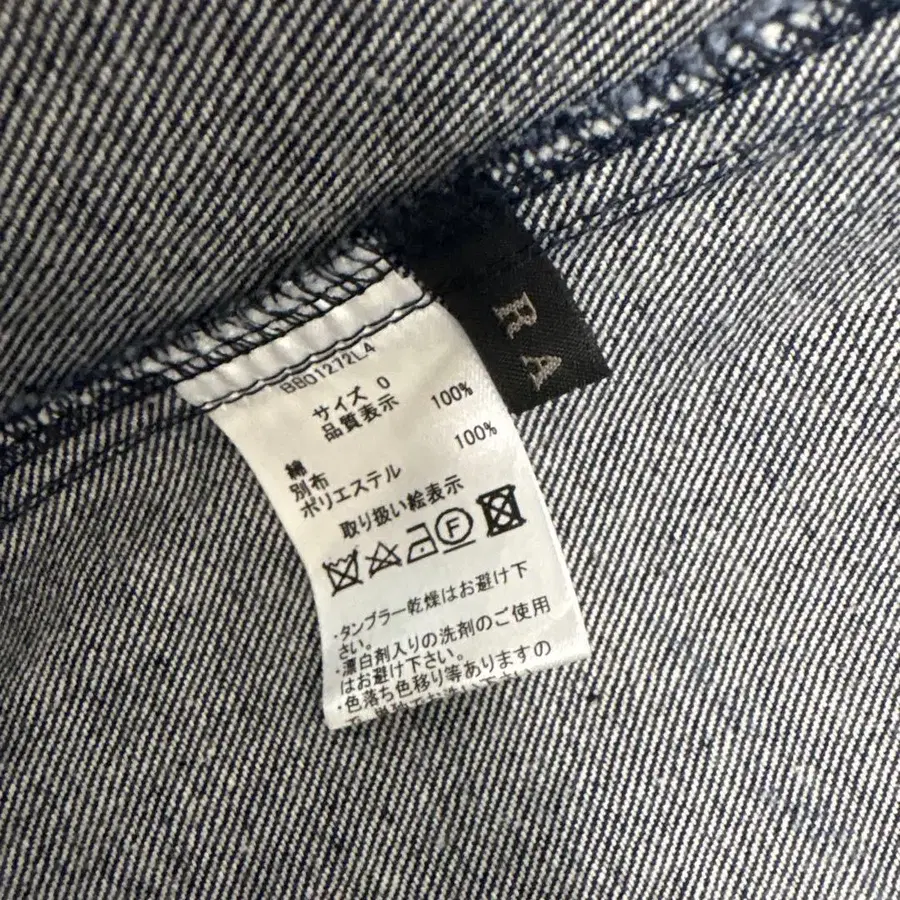 BB01272LA
サイズ 0
品質表示
綿 100%
別布
ポリエステル 100%
取り扱い絵表示
F
・タンブラー乾燥はお避け下
さい。
・漂白剤入りの洗剤のご使用
はお避け下さい。
・色落ち色移り等ありますの
R A